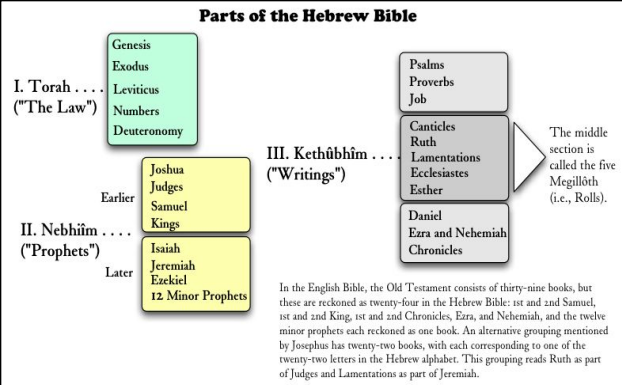 Parts of the Hebrew Bible
I. Torah . . . .
("The Law")
Genesis
Exodus
Leviticus
Numbers
Deuteronomy
II. Nebhiîm . . . .
("Prophets")
Earlier
Joshua
Judges
Samuel
Kings
Later
Isaiah
Jeremiah
Ezekiel
12 Minor Prophets
III. Kethûbhîm . . . .
("Writings")
Psalms
Proverbs
Job
Canticles
Ruth
Lamentations
Ecclesiastes
Esther
Daniel
Ezra and Nehemiah
Chronicles
The middle
section is
called the five
Megillôth
(i.e., Rolls).
In the English Bible, the Old Testament consists of thirty-nine books, but
these are reckoned as twenty-four in the Hebrew Bible: 1st and 2nd Samuel,
1st and 2nd King, 1st and 2nd Chronicles, Ezra, and Nehemiah, and the twelve
minor prophets each reckoned as one book. An alternative grouping mentioned
by Josephus has twenty-two books, with each corresponding to one of the
twenty-two letters in the Hebrew alphabet. This grouping reads Ruth as part
of Judges and Lamentations as part of Jeremiah.